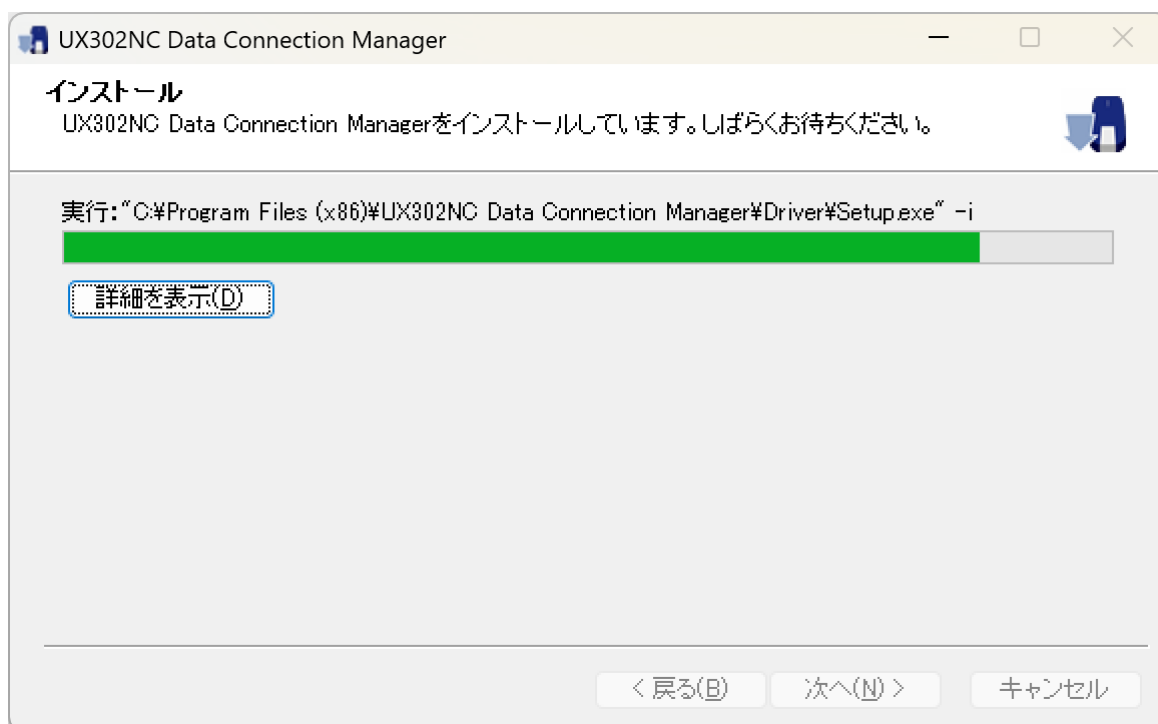 UX302NC Data Connection Manager
インストール
UX302NC Data Connection Managerをインストールしています。しばらくお待ちください。
実行:"C:¥Program Files (x86)¥UX302NC Data Connection Manager¥Driver¥Setup.exe" -i
詳細を表示(D)
< 戻る(B)
次へ(N) >
キャンセル